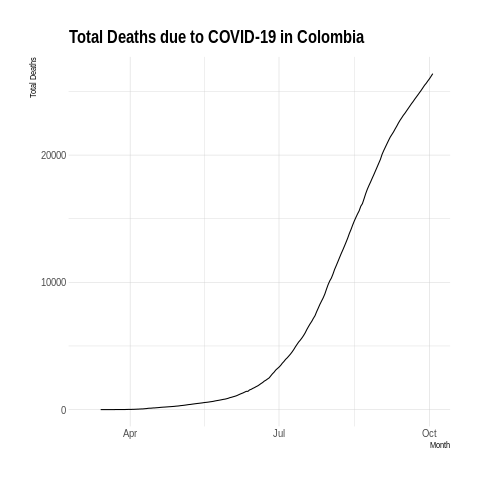 Total Deaths due to COVID-19 in Colombia
Total Deaths
20000
10000
0
Apr
Jul
Oct
Month